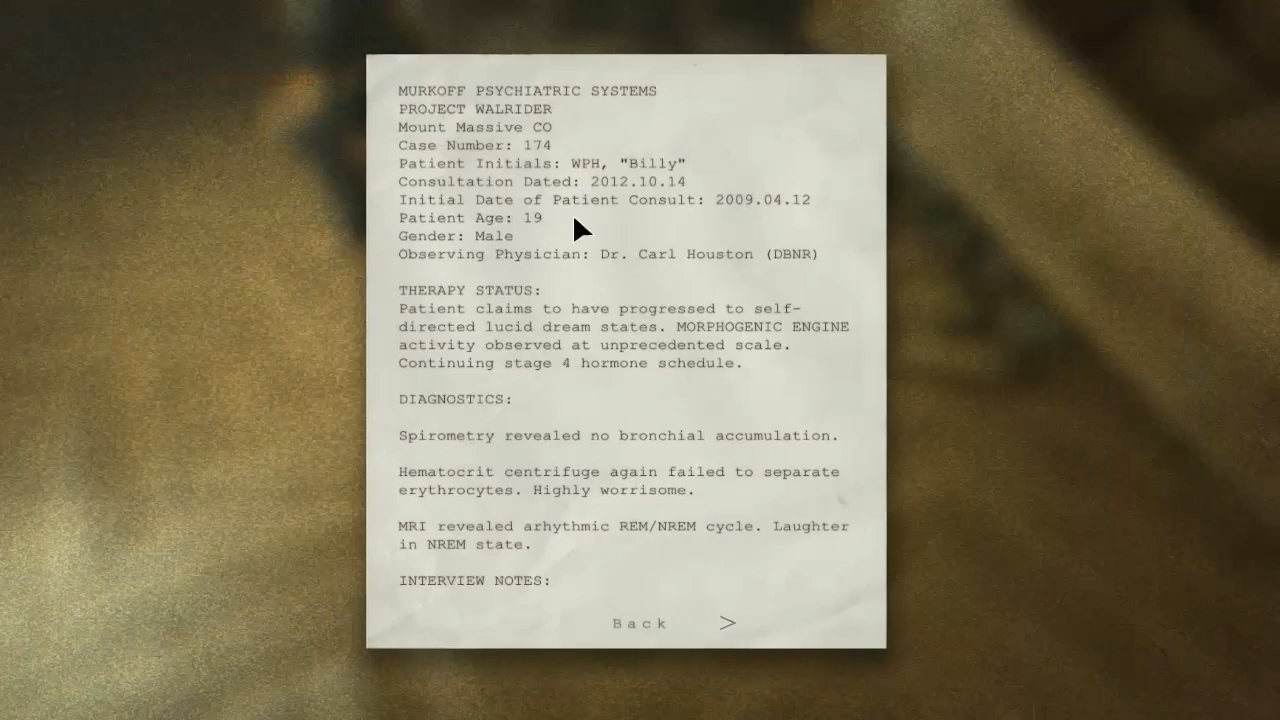 MURKOFF PSYCHIATRIC SYSTEMS
PROJECT WALRIDER
Mount Massive CO
Case Number: 174
Patient Initials: WPH, "Billy"
Consultation Dated: 2012.10.14
Initial Date of Patient Consult: 2009.04.12
Patient Age: 19
Gender: Male
Observing Physician: Dr. Carl Houston (DBNR)
THERAPY STATUS:
Patient claims to have progressed to self-
directed lucid dream states. MORPHOGENIC ENGINE
activity observed at unprecedented scale.
Continuing stage 4 hormone schedule.
DIAGNOSTICS:
Spirometry revealed no bronchial accumulation.
Hematocrit centrifuge again failed to separate
erythrocytes. Highly worrisome.
MRI revealed arhythmic REM/NREM cycle. Laughter
in NREM state.
INTERVIEW NOTES:
Back >